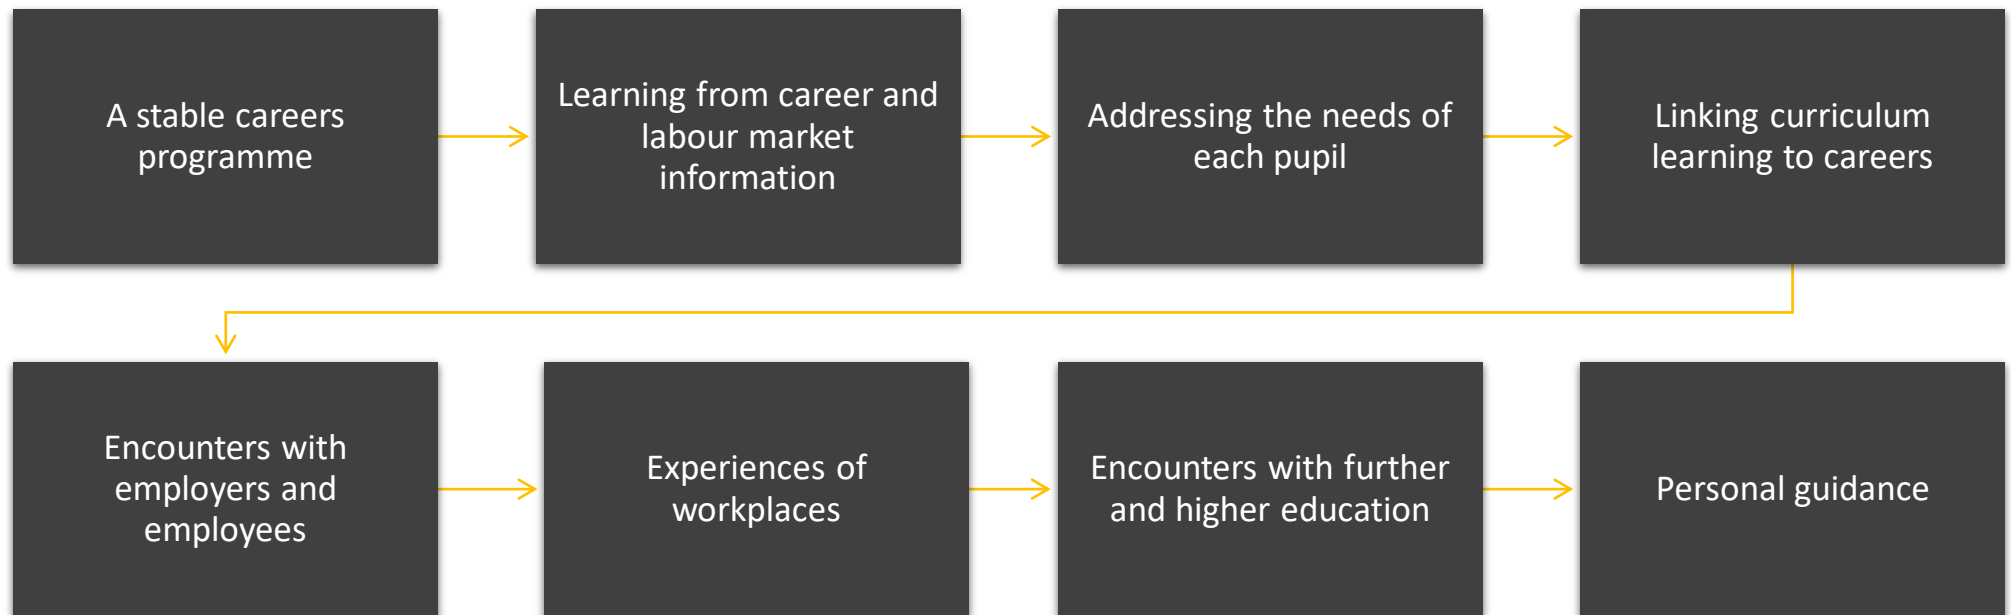 A stable careers
programme
Learning from career and
labour market
information
Addressing the needs of
each pupil
Linking curriculum
learning to careers
Encounters with
employers and
employees
Experiences of
workplaces
Encounters with further
and higher education
Personal guidance